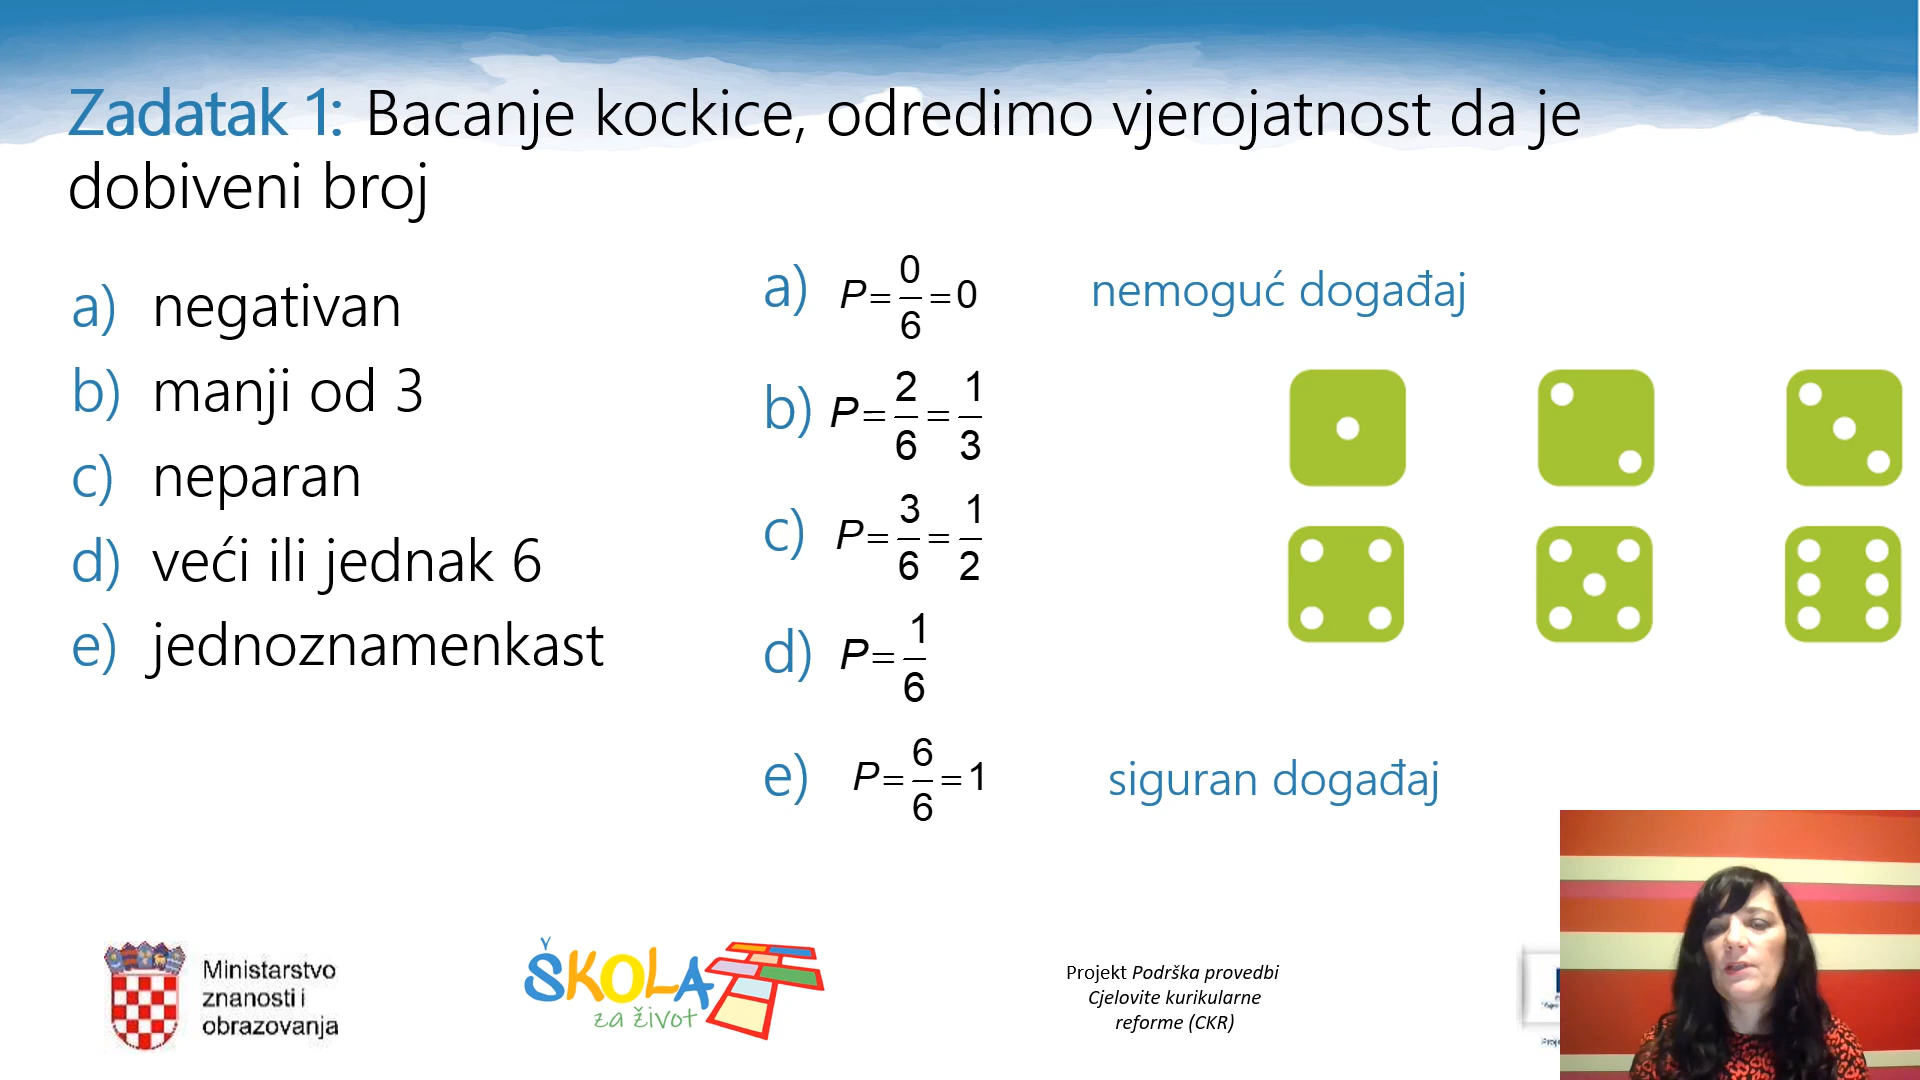 Zadatak 1: Bacanje kockice, odredimo vjerojatnost da je
dobiveni broj
a) negativan
b) manji od 3
c) neparan
d) veći ili jednak 6
e) jednoznamenkast
a) P = 0/6 = 0 nemoguć događaj
b) P = 2/6 = 1/3
c) P = 3/6 = 1/2
d) P = 1/6
e) P = 6/6 = 1 siguran događaj
Ministarstvo
znanosti i
obrazovanja
ŠKOLA
za život
Projekt Podrška provedbi
Cjelovite kurikularne
reforme (CKR)